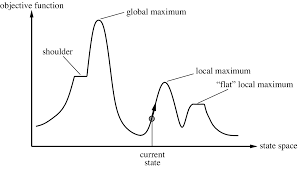 objective function
global maximum
shoulder
local maximum
“flat” local maximum
state space
current
state